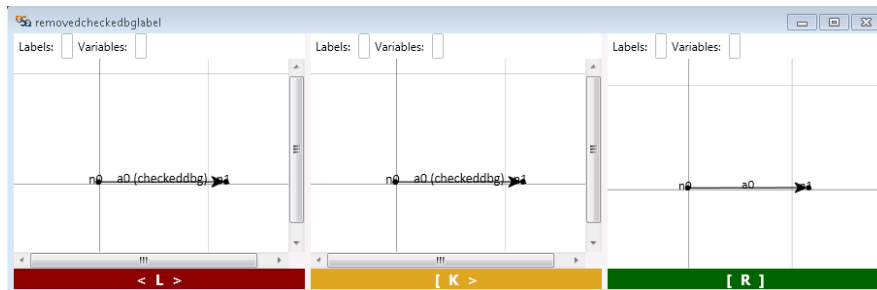 removedcheckedbglabel
Labels: Variables: Labels: Variables: Labels: Variables:
n0 a0 (checkeddbg) n1 n0 a0 (checkeddbg) n1 n0 a0 n1
< L > [ K > [ R ]